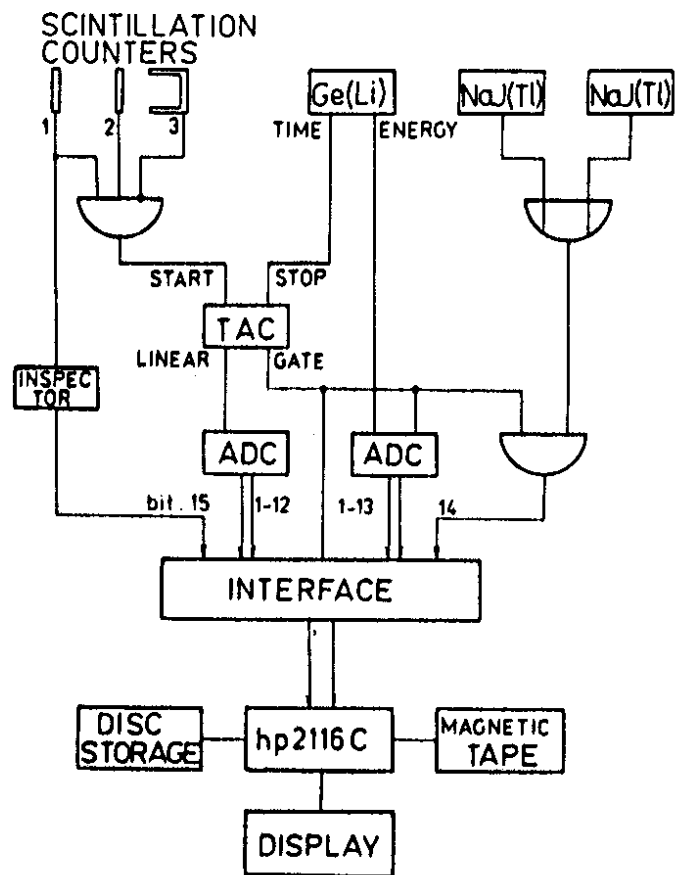 SCINTILLATION
COUNTERS
1
2
3
Ge(Li)
NaJ(Tl)
NaJ(Tl)
TIME
ENERGY
START
STOP
TAC
LINEAR
GATE
INSPEC
TOR
ADC
ADC
bit.15
1-12
1-13
14
INTERFACE
DISC
STORAGE
hp2116C
MAGNETIC
TAPE
DISPLAY